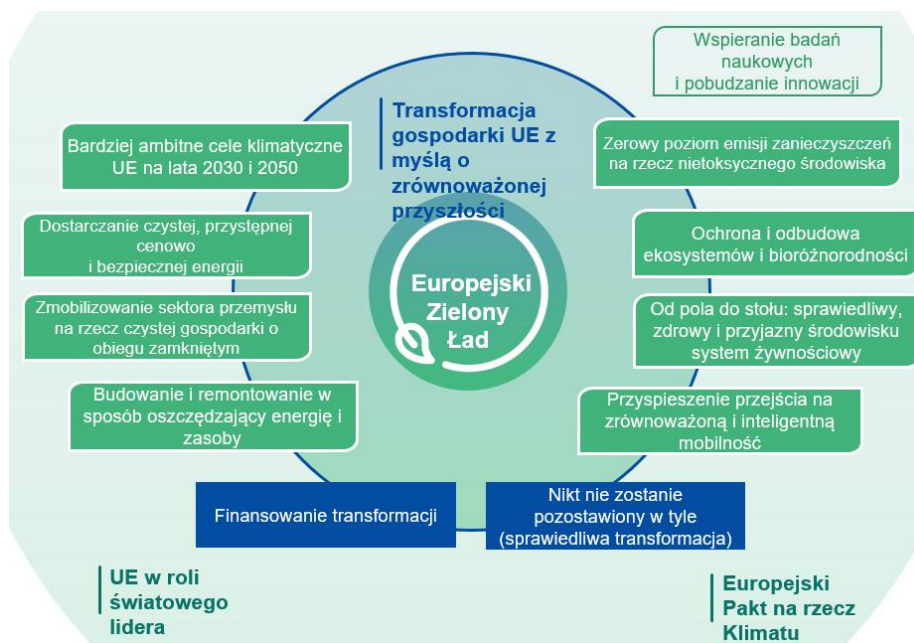 Wspieranie badań
naukowych
i pobudzanie innowacji
Transformacja
gospodarki UE z
myślą o
zrównoważonej
przyszłości
Bardziej ambitne cele klimatyczne
UE na lata 2030 i 2050
Zerowy poziom emisji zanieczyszczeń
na rzecz nietoksycznego środowiska
Dostarczanie czystej, przystępnej
cenowo
i bezpiecznej energii
Ochrona i odbudowa
ekosystemów i bioróżnorodności
Europejski
Zielony
Ład
Zmobilizowanie sektora przemysłu
na rzecz czystej gospodarki o
obiegu zamkniętym
Od pola do stołu: sprawiedliwy,
zdrowy i przyjazny środowisku
system żywnościowy
Budowanie i remontowanie w
sposób oszczędzający energię i
zasoby
Przyspieszenie przejścia na
zrównoważoną i inteligentną
mobilność
Finansowanie transformacji
Nikt nie zostanie
pozostawiony w tyle
(sprawiedliwa transformacja)
UE w roli
światowego
lidera
Europejski
Pakt na rzecz
Klimatu